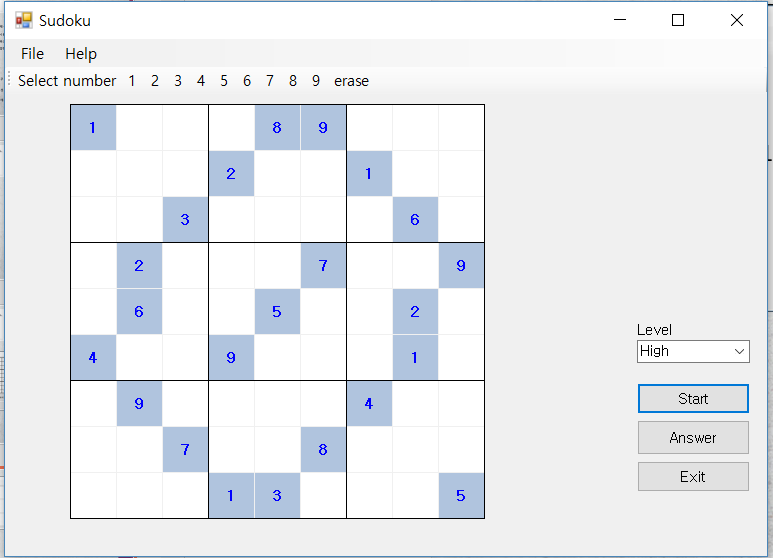 Sudoku
File Help
Select number 1 2 3 4 5 6 7 8 9 erase
1 8 9
2 1
3 6
2 7 9
6 5 2
4 9 1
9 4
7 8
1 3 5
Level
High
Start
Answer
Exit